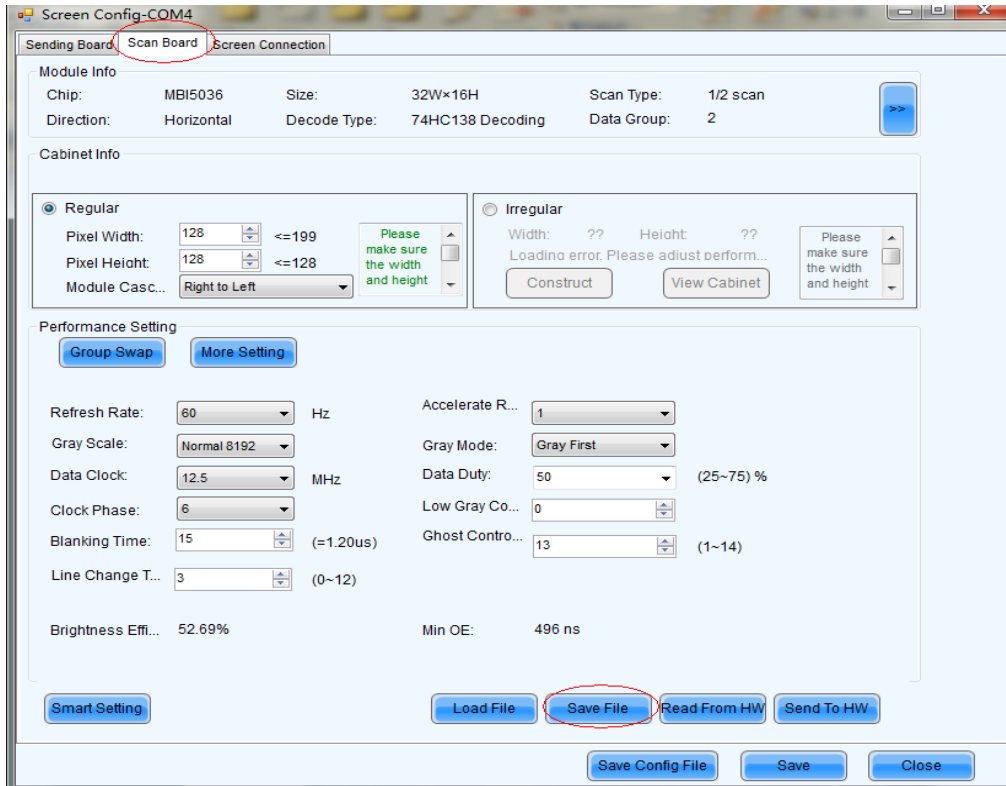 Screen Config-COM4
Sending Board Scan Board Screen Connection
Module Info
Chip: MBI5036 Size: 32W×16H Scan Type: 1/2 scan
>>
Direction: Horizontal Decode Type: 74HC138 Decoding Data Group: 2
Cabinet Info
Regular
Pixel Width: 128 <=199
Pixel Height: 128 <=128
Module Casc... Right to Left
Please
make sure
the width
and height
Irregular
Width: ?? Height: ??
Loading error. Please adjust perform...
Construct View Cabinet
Please
make sure
the width
and height
Performance Setting
Group Swap More Setting
Refresh Rate: 60 Hz Accelerate R... 1
Gray Scale: Normal 8192 Gray Mode: Gray First
Data Clock: 12.5 MHz Data Duty: 50 (25~75) %
Clock Phase: 6 Low Gray Co... 0
Blanking Time: 15 (=1.20us) Ghost Contro... 13 (1~14)
Line Change T... 3 (0~12)
Brightness Effi... 52.69% Min OE: 496 ns
Smart Setting Load File Save File Read From HW Send To HW
Save Config File Save Close